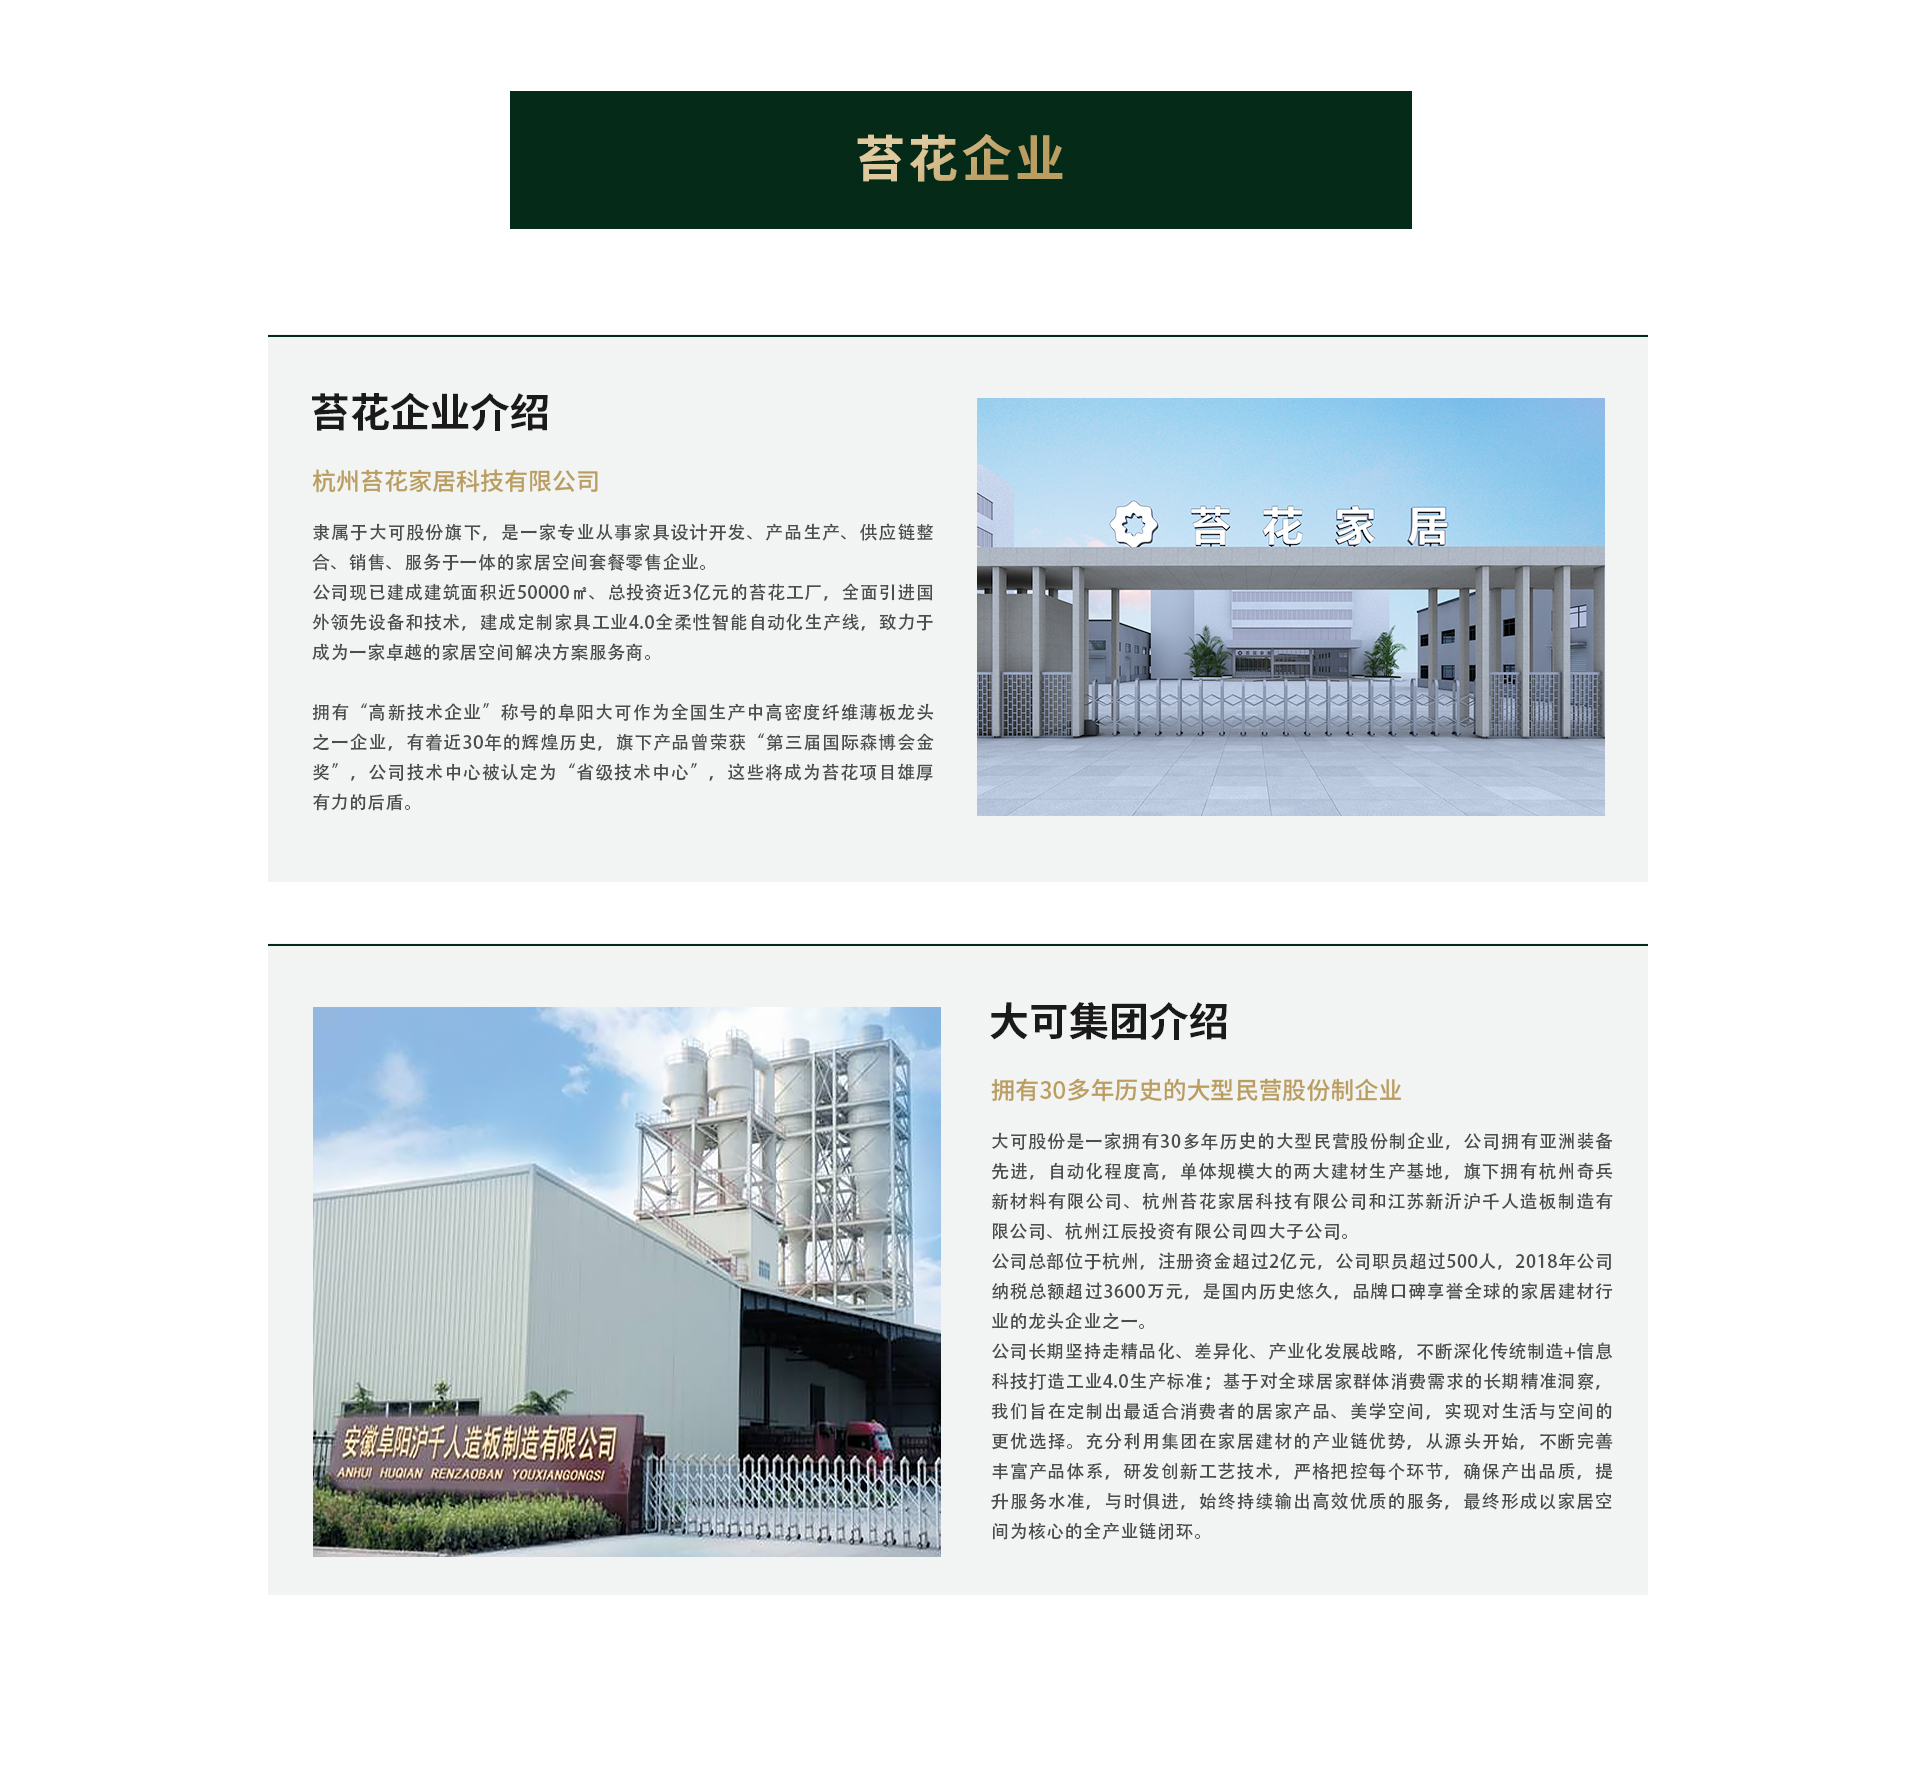 苔花企业
苔花企业介绍
杭州苔花家居科技有限公司
隶属于大可股份旗下，是一家专业从事家具设计开发、产品生产、供应链整
合、销售、服务于一体的家居空间套餐零售企业。
公司现已建成建筑面积近50000㎡、总投资近3亿元的苔花工厂，全面引进国
外领先设备和技术，建成定制家具工业4.0全柔性智能自动化生产线，致力于
成为一家卓越的家居空间解决方案服务商。
拥有“高新技术企业”称号的阜阳大可作为全国生产中高密度纤维薄板龙头
之一企业，有着近30年的辉煌历史，旗下产品曾荣获“第三届国际森博会金
奖”，公司技术中心被认定为“省级技术中心”，这些将成为苔花项目雄厚
有力的后盾。
苔花家居
大可集团介绍
拥有30多年历史的大型民营股份制企业
大可股份是一家拥有30多年历史的大型民营股份制企业，公司拥有亚洲装备
先进，自动化程度高，单体规模大的两大建材生产基地，旗下拥有杭州奇兵
新材料有限公司、杭州苔花家居科技有限公司和江苏新沂沪千人造板制造有
限公司、杭州江辰投资有限公司四大子公司。
公司总部位于杭州，注册资金超过2亿元，公司职员超过500人，2018年公司
纳税总额超过3600万元，是国内历史悠久，品牌口碑享誉全球的家居建材行
业的龙头企业之一。
公司长期坚持走精品化、差异化、产业化发展战略，不断深化传统制造+信息
科技打造工业4.0生产标准；基于对全球居家群体消费需求的长期精准洞察，
我们旨在定制出最适合消费者的居家产品、美学空间，实现对生活与空间的
更优选择。充分利用集团在家居建材的产业链优势，从源头开始，不断完善
丰富产品体系，研发创新工艺技术，严格把控每个环节，确保产出品质，提
升服务水准，与时俱进，始终持续输出高效优质的服务，最终形成以家居空
间为核心的全产业链闭环。
安徽阜阳沪千人造板制造有限公司
ANHUI HUQIAN RENZAOBAN YOUXIANGONGSI